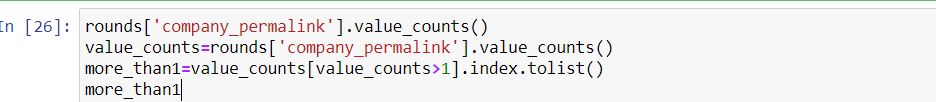 In [26]: rounds['company_permalink'].value_counts()
value_counts=rounds['company_permalink'].value_counts()
more_than1=value_counts[value_counts>1].index.tolist()
more_than1